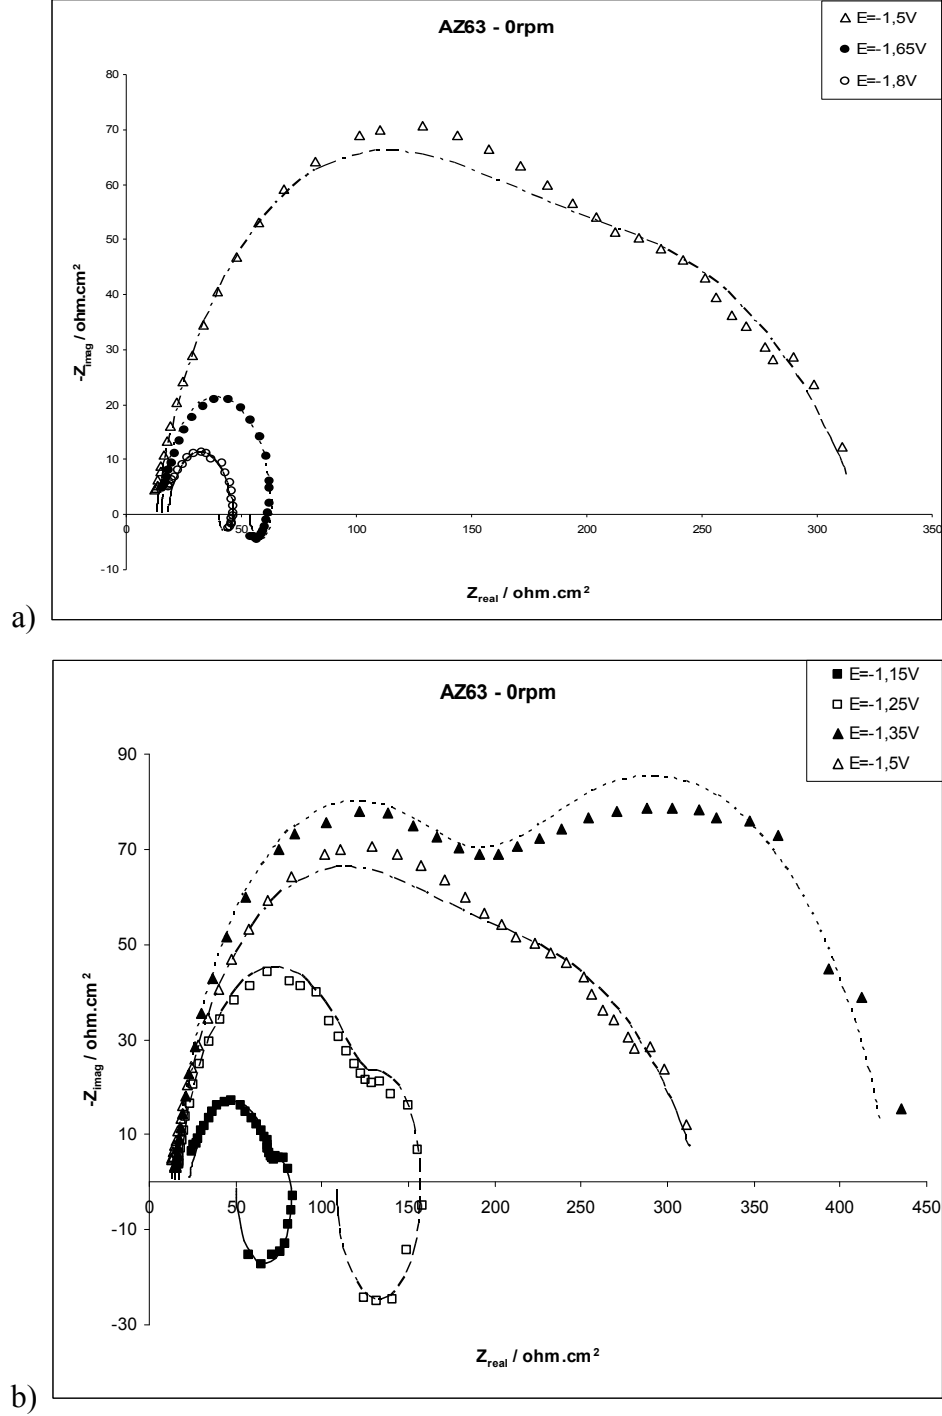 AZ63 - 0rpm
E=-1,5V
E=-1,65V
E=-1,8V
80
70
60
50
40
30
20
10
0
-10
0 50 100 150 200 250 300 350
-Zimag / ohm.cm2
Zreal / ohm.cm2
a)
AZ63 - 0rpm
E=-1,15V
E=-1,25V
E=-1,35V
E=-1,5V
90
70
50
30
10
-10
-30
0 50 100 150 200 250 300 350 400 450
-Zimag / ohm.cm2
Zreal / ohm.cm2
b)